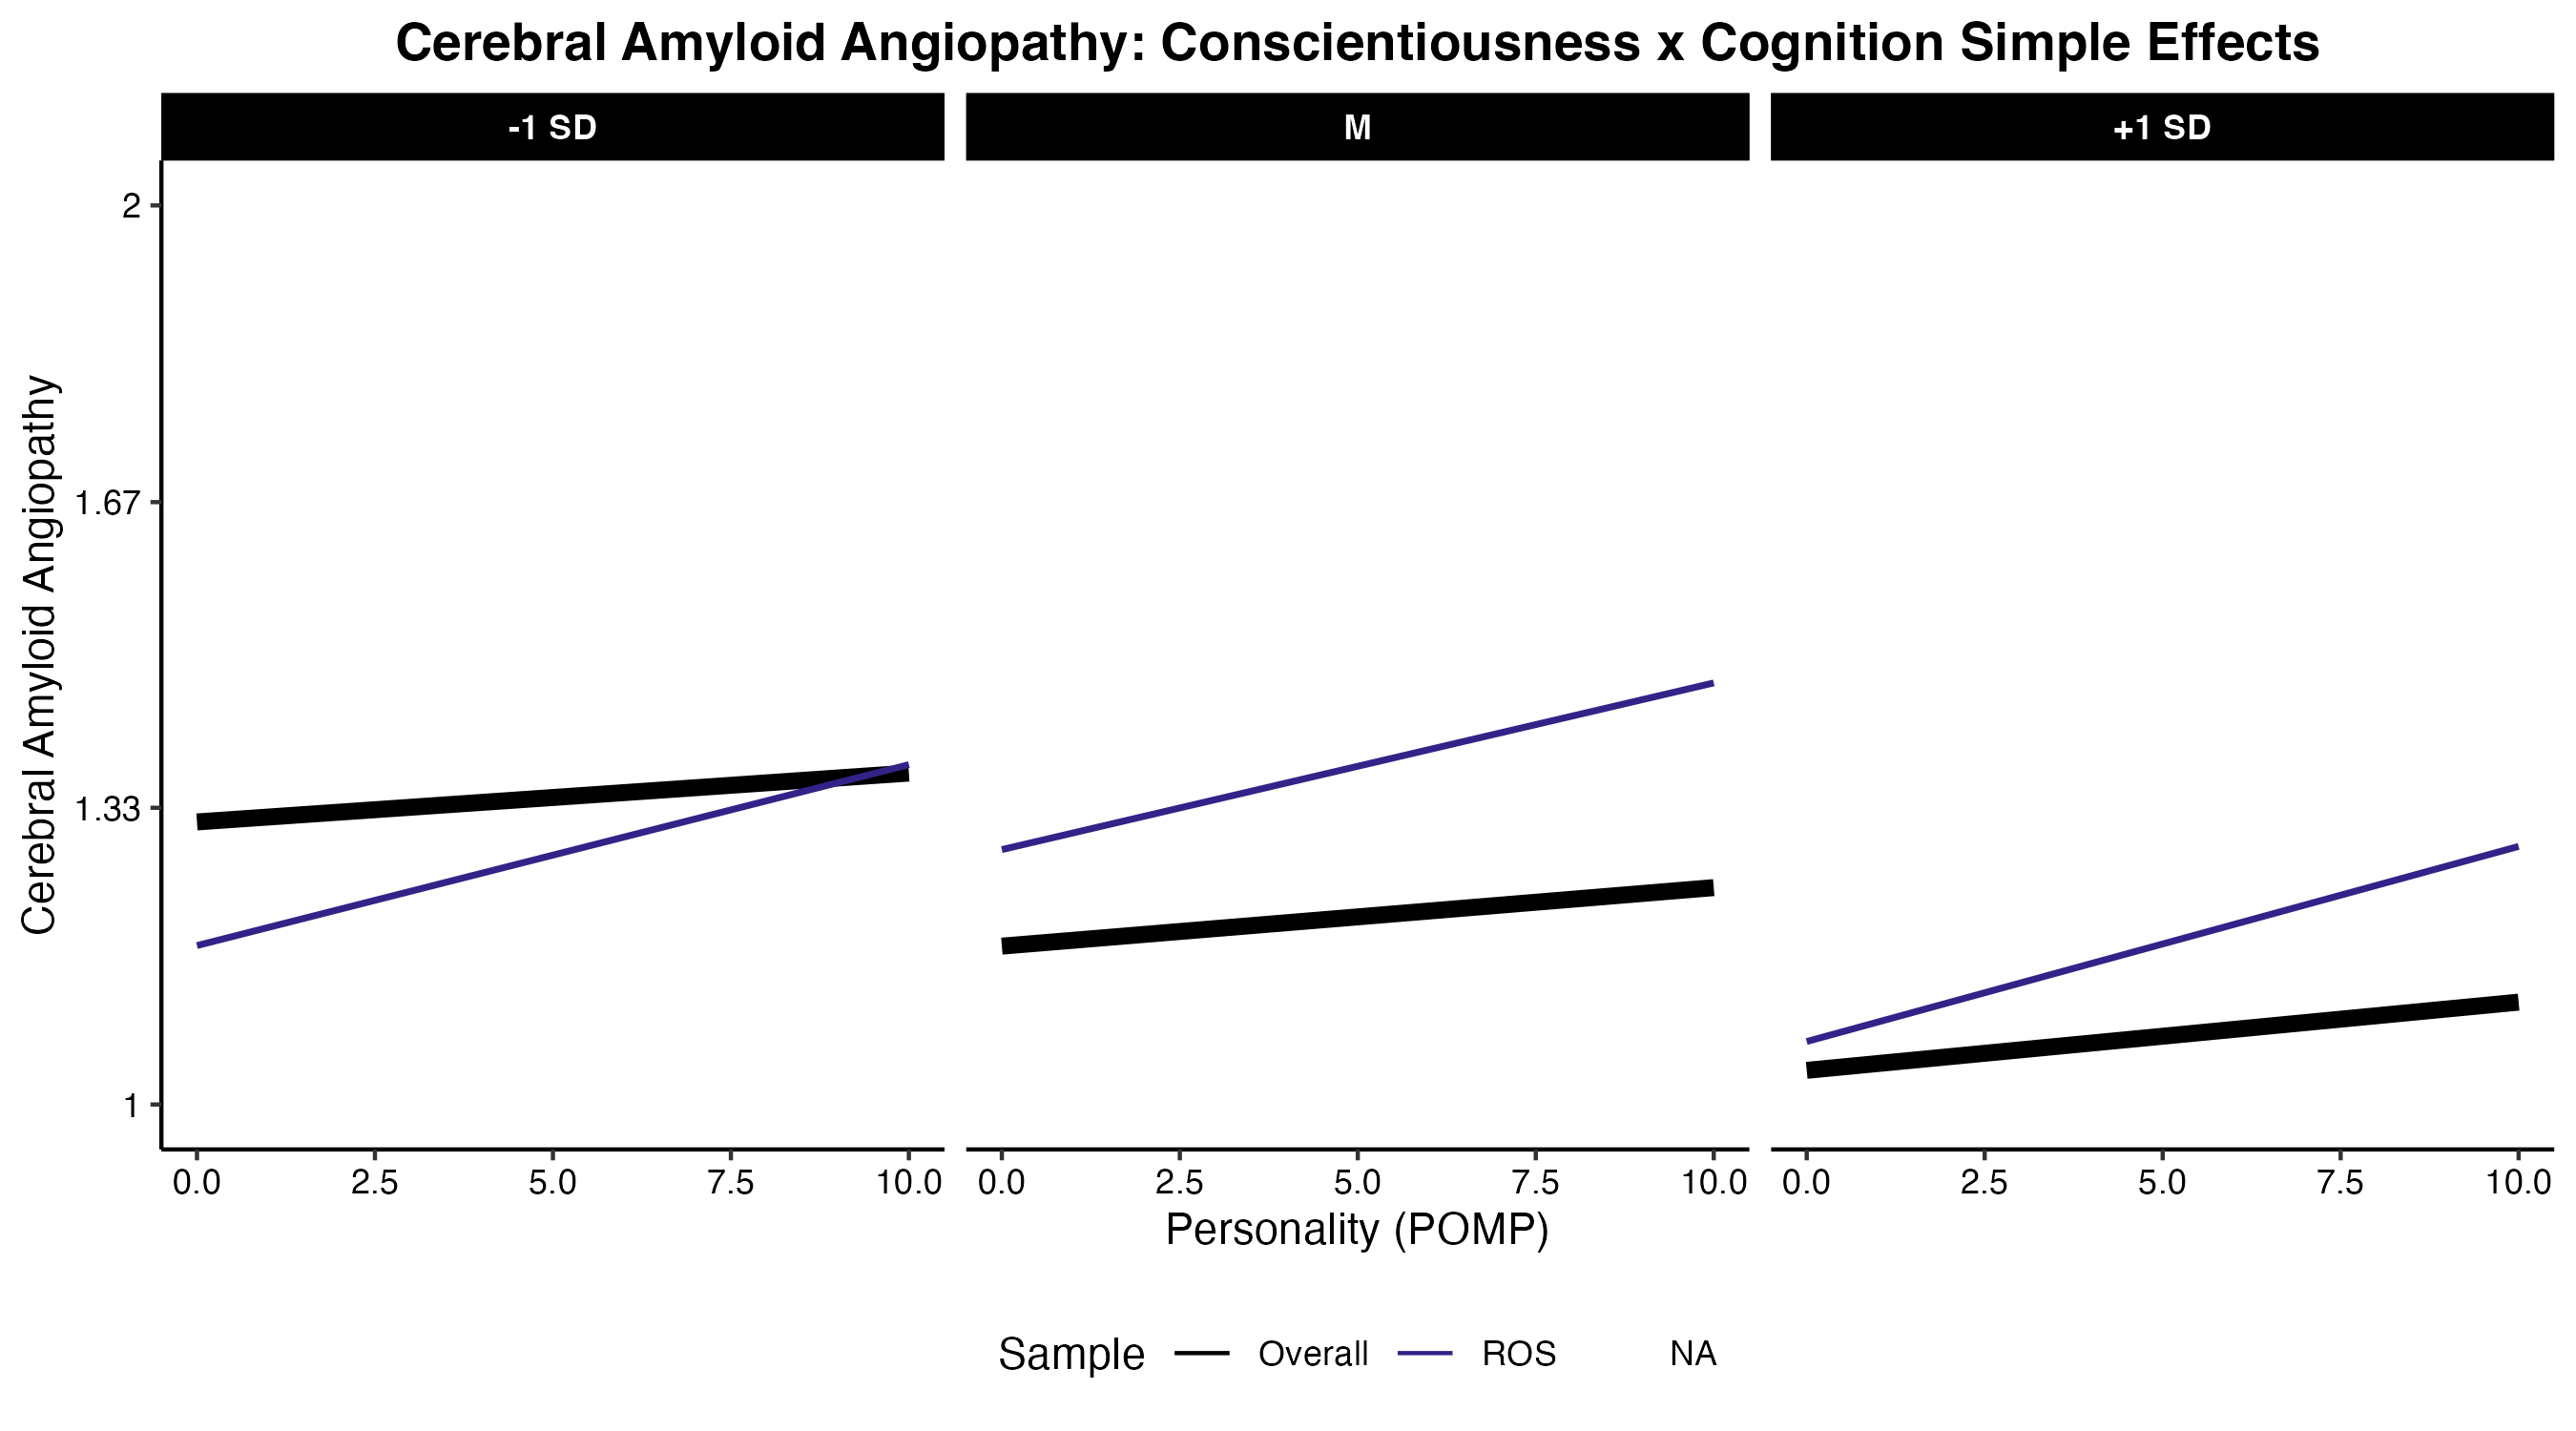 Cerebral Amyloid Angiopathy: Conscientiousness x Cognition Simple Effects
-1 SD M +1 SD
Cerebral Amyloid Angiopathy
2
1.67
1.33
1
0.0 2.5 5.0 7.5 10.0 0.0 2.5 5.0 7.5 10.0 0.0 2.5 5.0 7.5 10.0
Personality (POMP)
Sample Overall ROS NA